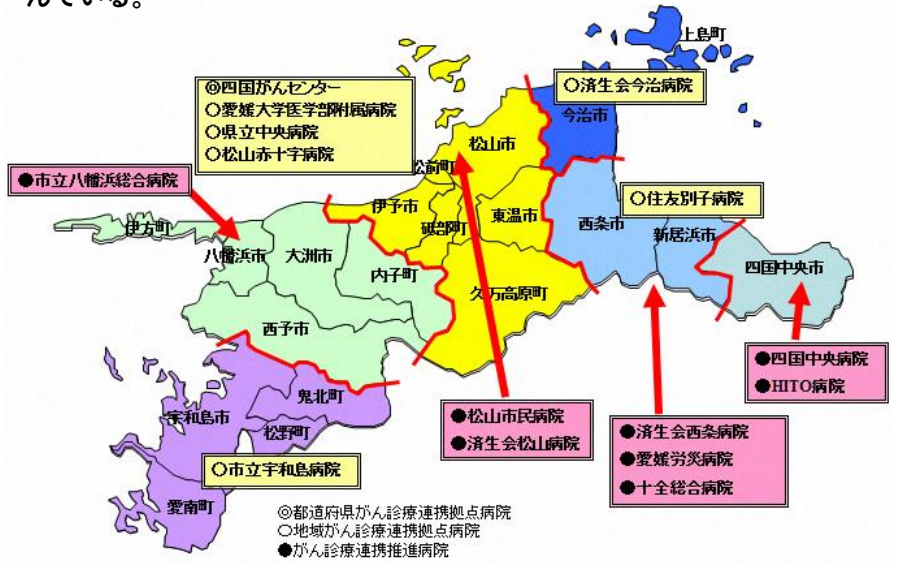 んでいる。
上島町
◎四国がんセンター
○愛媛大学医学部附属病院
○県立中央病院
○松山赤十字病院
○済生会今治病院
今治市
松山市
●市立八幡浜総合病院
松前町
伊予市
砥部町
東温市
○住友別子病院
西条市
新居浜市
伊方町
八幡浜市
大洲市
内子町
四国中央市
久万高原町
西予市
●四国中央病院
●HITO病院
鬼北町
宇和島市
松野町
●松山市民病院
●済生会松山病院
●済生会西条病院
●愛媛労災病院
●十全総合病院
○市立宇和島病院
愛南町
◎都道府県がん診療連携拠点病院
○地域がん診療連携拠点病院
●がん診療連携推進病院